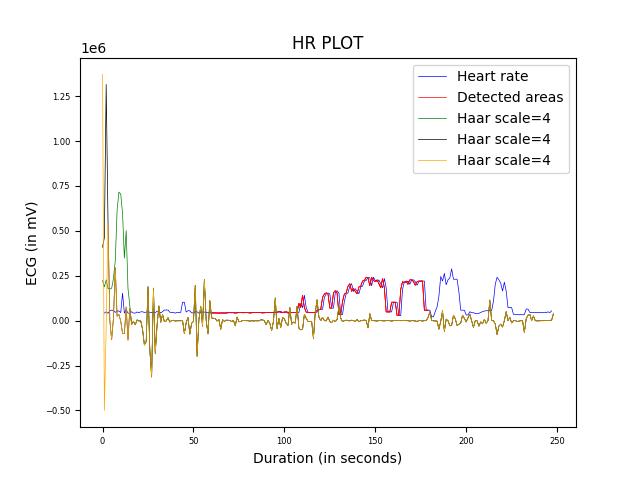 HR PLOT
1e6
Heart rate
Detected areas
Haar scale=4
Haar scale=4
Haar scale=4
1.25
1.00
0.75
0.50
0.25
0.00
−0.25
−0.50
ECG (in mV)
0 50 100 150 200 250
Duration (in seconds)